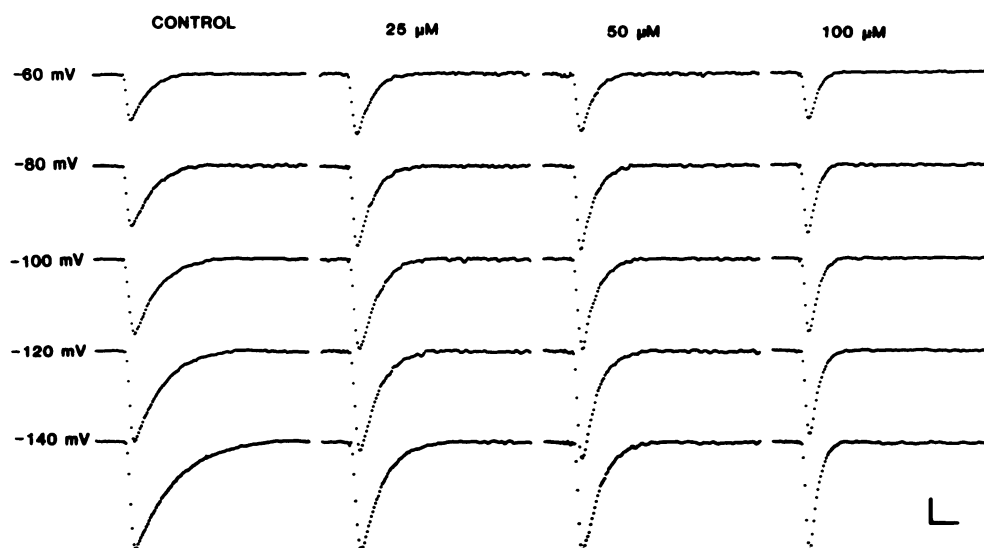 CONTROL 25 μM 50 μM 100 μM
-60 mV
-80 mV
-100 mV
-120 mV
-140 mV